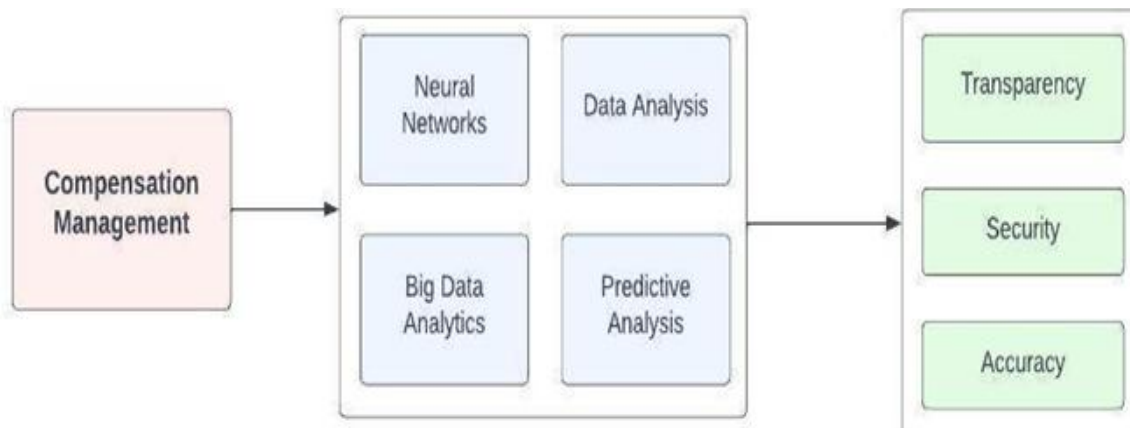 Compensation
Management
Neural
Networks
Data Analysis
Big Data
Analytics
Predictive
Analysis
Transparency
Security
Accuracy